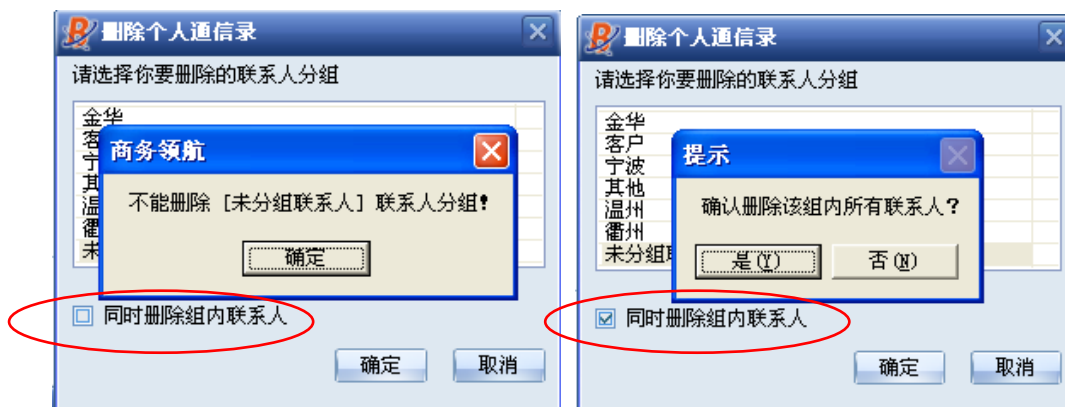 删除个人通信录
请选择你要删除的联系人分组
金华
商务领航
不能删除 [未分组联系人] 联系人分组!
确定
同时删除组内联系人
确定
取消
删除个人通信录
请选择你要删除的联系人分组
金华
客户
宁波
其他
温州
衢州
未分组
提示
确认删除该组内所有联系人?
是(Y)
否(N)
同时删除组内联系人
确定
取消